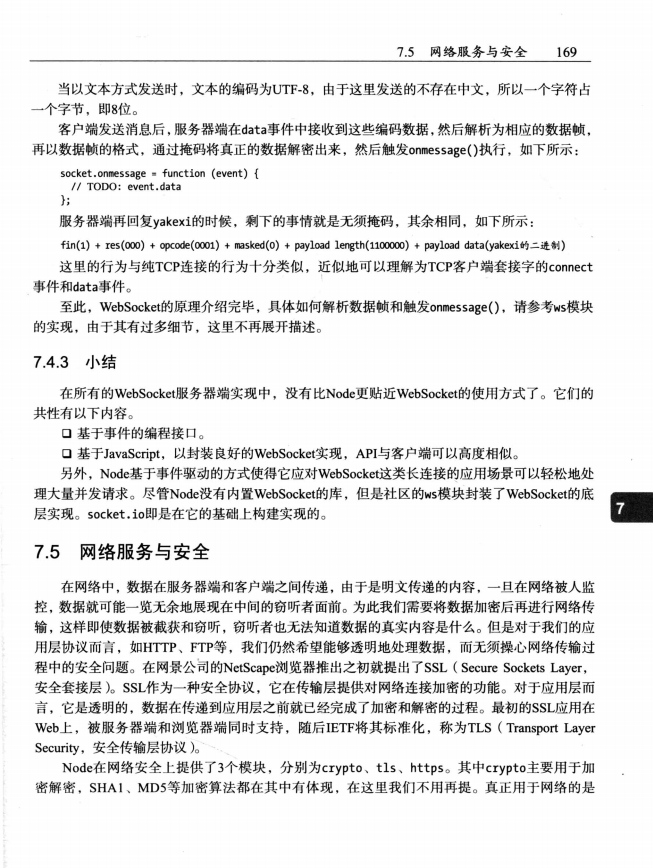 7.5 网络服务与安全 169
当以文本方式发送时，文本的编码为UTF-8，由于这里发送的不存在中文，所以一个字符占
一个字节，即8位。
客户端发送消息后，服务器端在data事件中接收到这些编码数据，然后解析为相应的数据帧，
再以数据帧的格式，通过掩码将真正的数据解密出来，然后触发onmessage()执行，如下所示：
socket.onmessage = function (event) {
// TODO: event.data
};
服务器端再回复yakexi的时候，剩下的事情就是无须掩码，其余相同，如下所示：
fin(1) + res(000) + opcode(0001) + masked(0) + payload length(1100000) + payload data(yakexi的二进制)
这里的行为与纯TCP连接的行为十分类似，近似地可以理解为TCP客户端套接字的connect
事件和data事件。
至此，WebSocket的原理介绍完毕，具体如何解析数据帧和触发onmessage()，请参考ws模块
的实现，由于其有过多细节，这里不再展开描述。
7.4.3 小结
在所有的WebSocket服务器端实现中，没有比Node更贴近WebSocket的使用方式了。它们的
共性有以下内容。
❑ 基于事件的编程接口。
❑ 基于JavaScript，以封装良好的WebSocket实现，API与客户端可以高度相似。
另外，Node基于事件驱动的方式使得它应对WebSocket这类长连接的应用场景可以轻松地处
理大量并发请求。尽管Node没有内置WebSocket的库，但是社区的ws模块封装了WebSocket的底
层实现。socket.io即是在它的基础上构建实现的。
7
7.5 网络服务与安全
在网络中，数据在服务器端和客户端之间传递，由于是明文传递的内容，一旦在网络被人监
控，数据就可能一览无余地展现在中间的窃听者面前。为此我们需要将数据加密后再进行网络传
输，这样即使数据被截获和窃听，窃听者也无法知道数据的真实内容是什么。但是对于我们的应
用层协议而言，如HTTP、FTP等，我们仍然希望能够透明地处理数据，而无须操心网络传输过
程中的安全问题。在网景公司的NetScape浏览器推出之初就提出了SSL（Secure Sockets Layer，
安全套接层）。SSL作为一种安全协议，它在传输层提供对网络连接加密的功能。对于应用层而
言，它是透明的，数据在传递到应用层之前就已经完成了加密和解密的过程。最初的SSL应用在
Web上，被服务器端和浏览器端同时支持，随后IETF将其标准化，称为TLS（Transport Layer
Security，安全传输层协议）。
Node在网络安全上提供了3个模块，分别为crypto、tls、https。其中crypto主要用于加
密解密，SHA1、MD5等加密算法都在其中有体现，在这里我们不用再提。真正用于网络的是